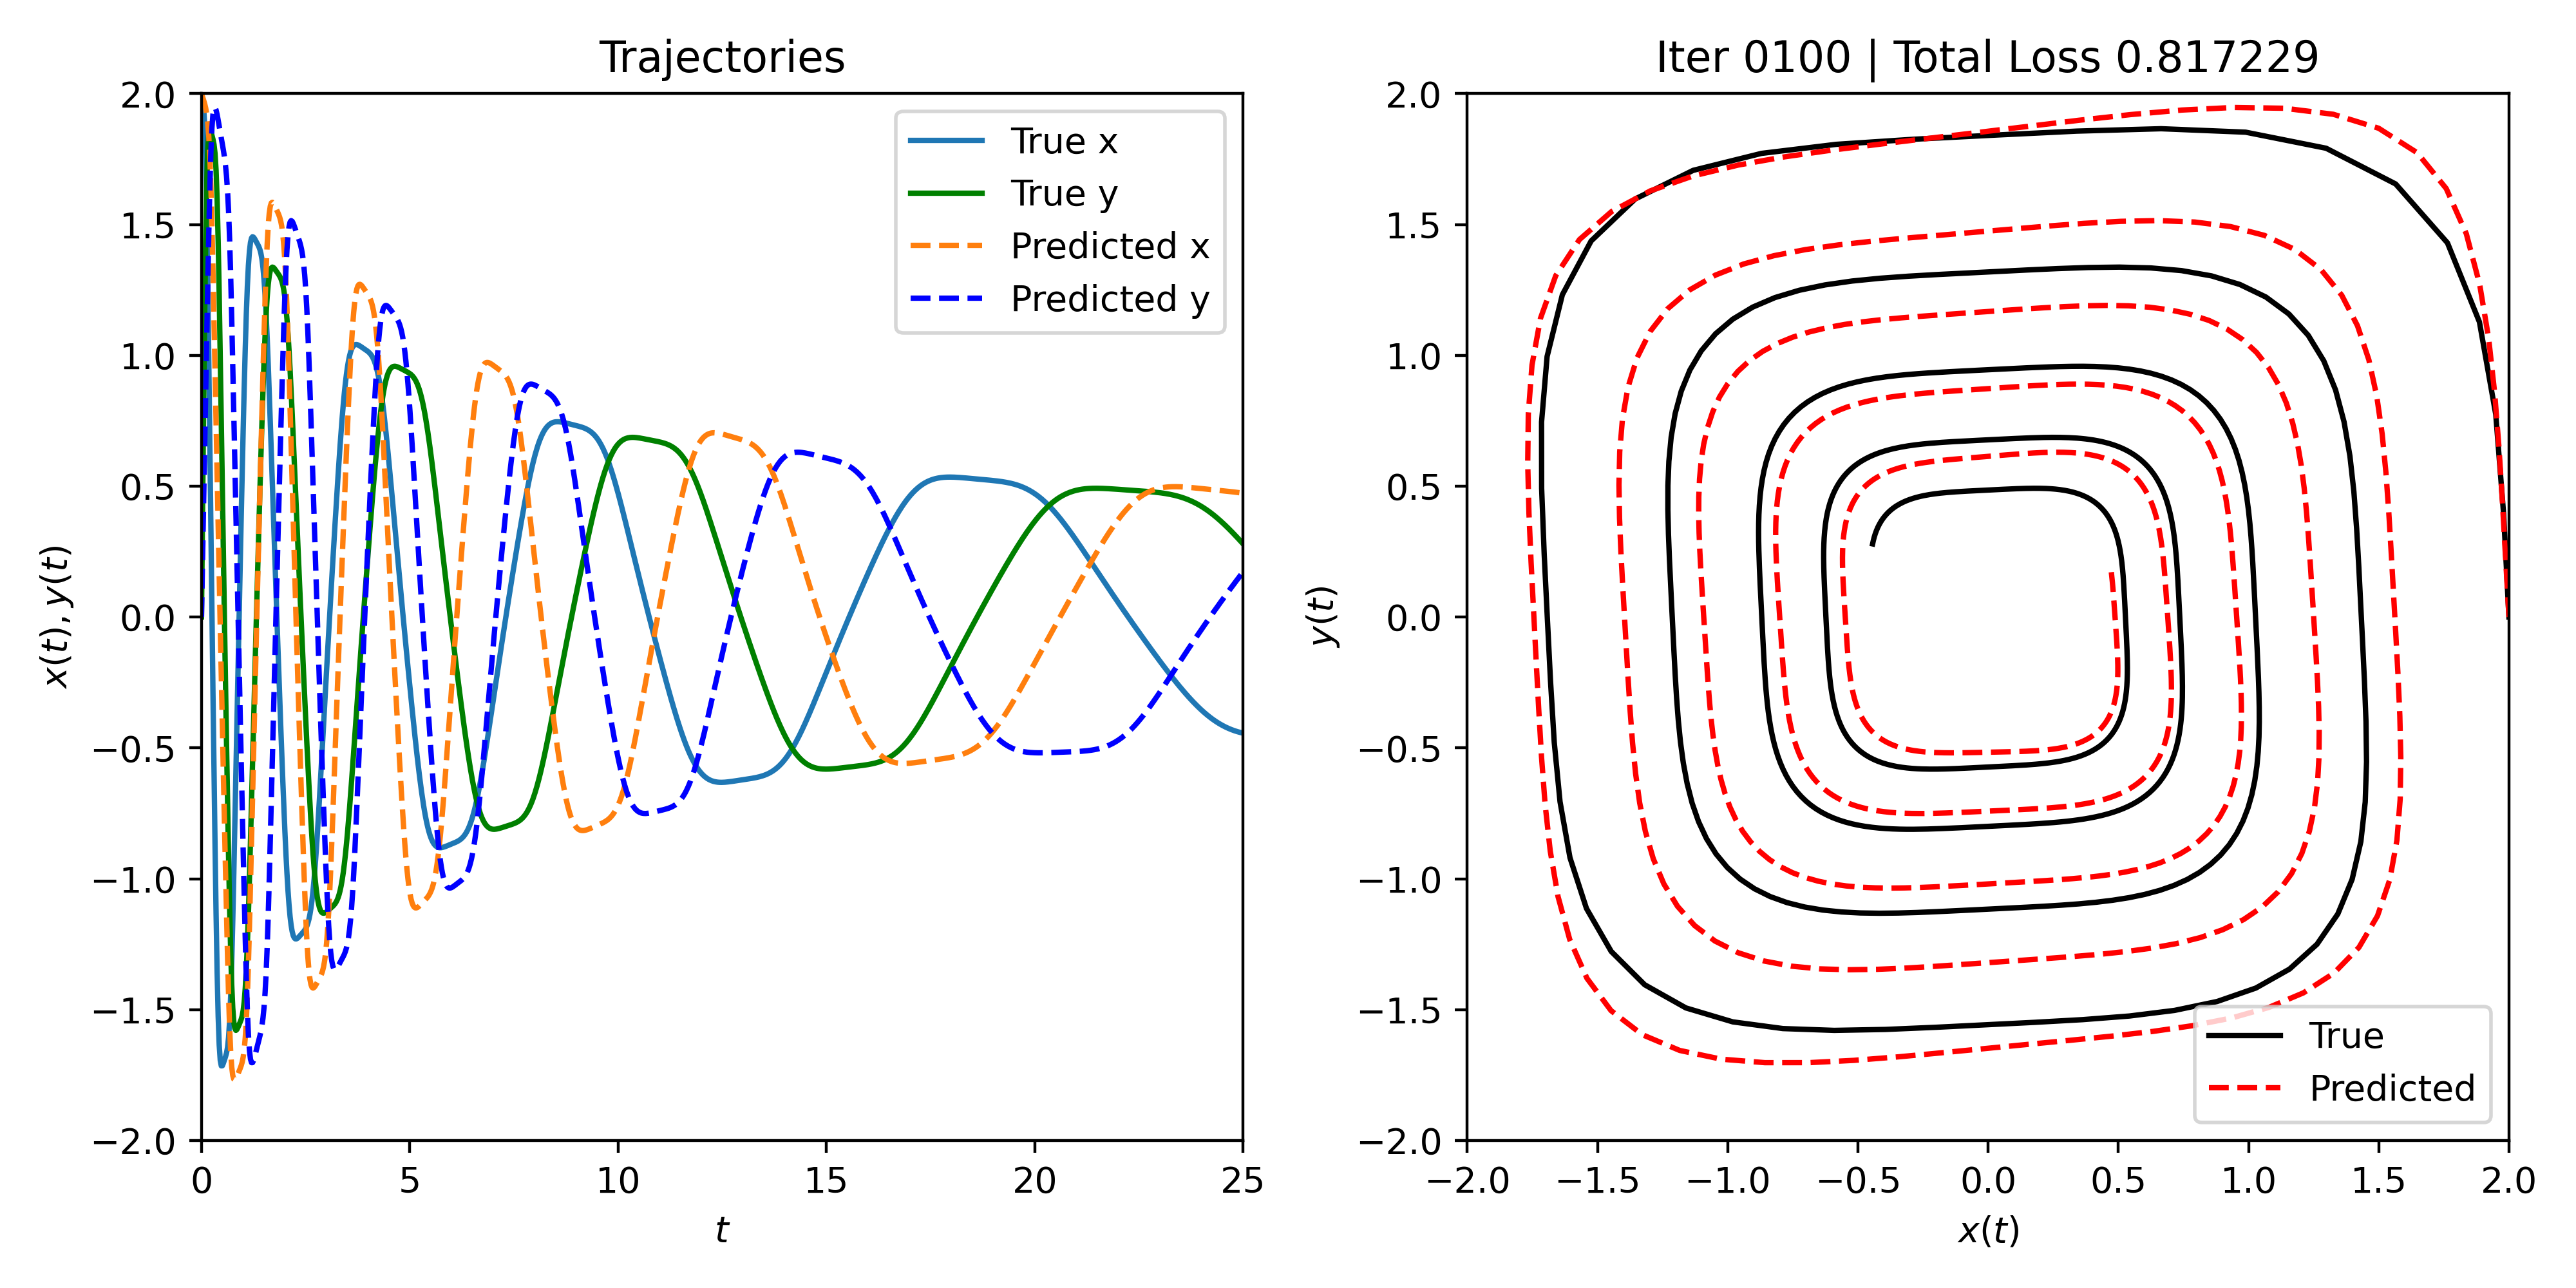 Trajectories
2.0
1.5
1.0
0.5
0.0
−0.5
−1.0
−1.5
−2.0
x(t), y(t)
0 5 10 15 20 25
t
True x
True y
Predicted x
Predicted y
Iter 0100 | Total Loss 0.817229
2.0
1.5
1.0
0.5
0.0
−0.5
−1.0
−1.5
−2.0
y(t)
−2.0 −1.5 −1.0 −0.5 0.0 0.5 1.0 1.5 2.0
x(t)
True
Predicted